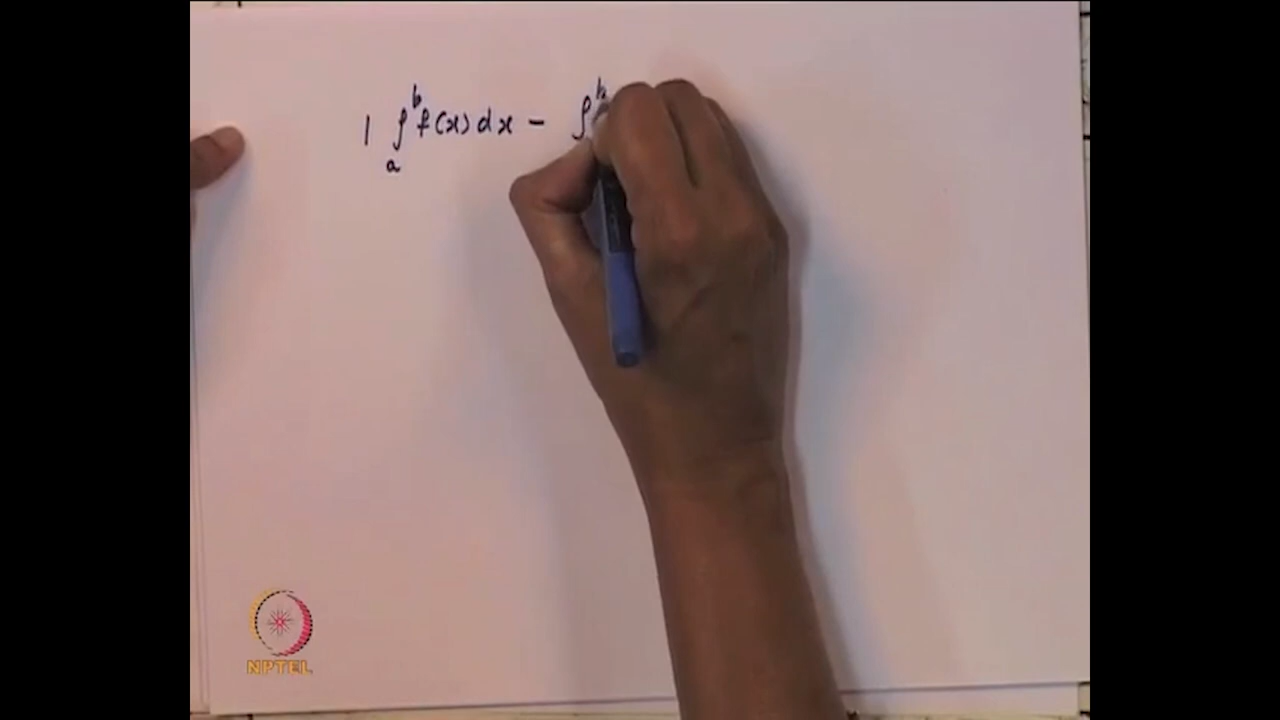 | ∫ₐᵇ f(x) dx − ∫ᵇ
NPTEL